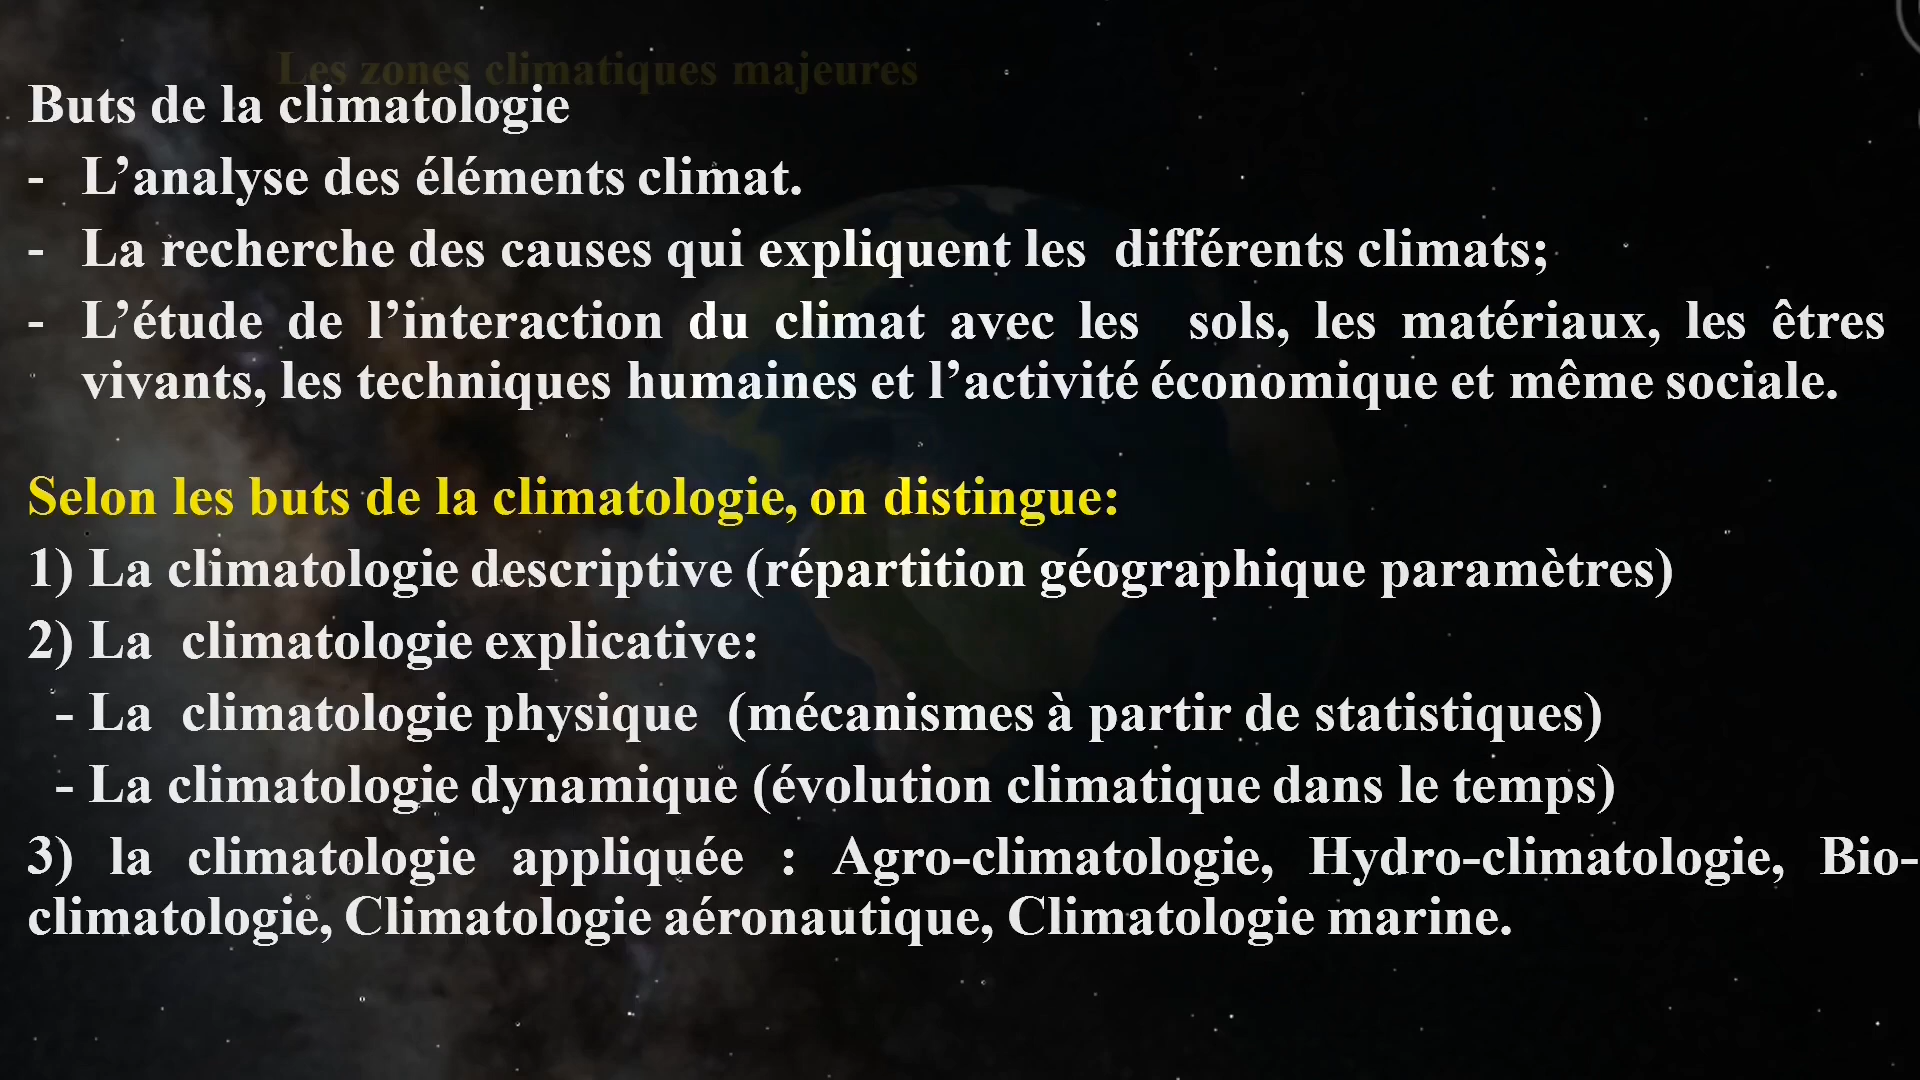 Les zones climatiques majeures
Buts de la climatologie
- L’analyse des éléments climat.
- La recherche des causes qui expliquent les différents climats;
- L’étude de l’interaction du climat avec les sols, les matériaux, les êtres
vivants, les techniques humaines et l’activité économique et même sociale.
Selon les buts de la climatologie, on distingue:
1) La climatologie descriptive (répartition géographique paramètres)
2) La climatologie explicative:
- La climatologie physique (mécanismes à partir de statistiques)
- La climatologie dynamique (évolution climatique dans le temps)
3) la climatologie appliquée : Agro-climatologie, Hydro-climatologie, Bio-
climatologie, Climatologie aéronautique, Climatologie marine.